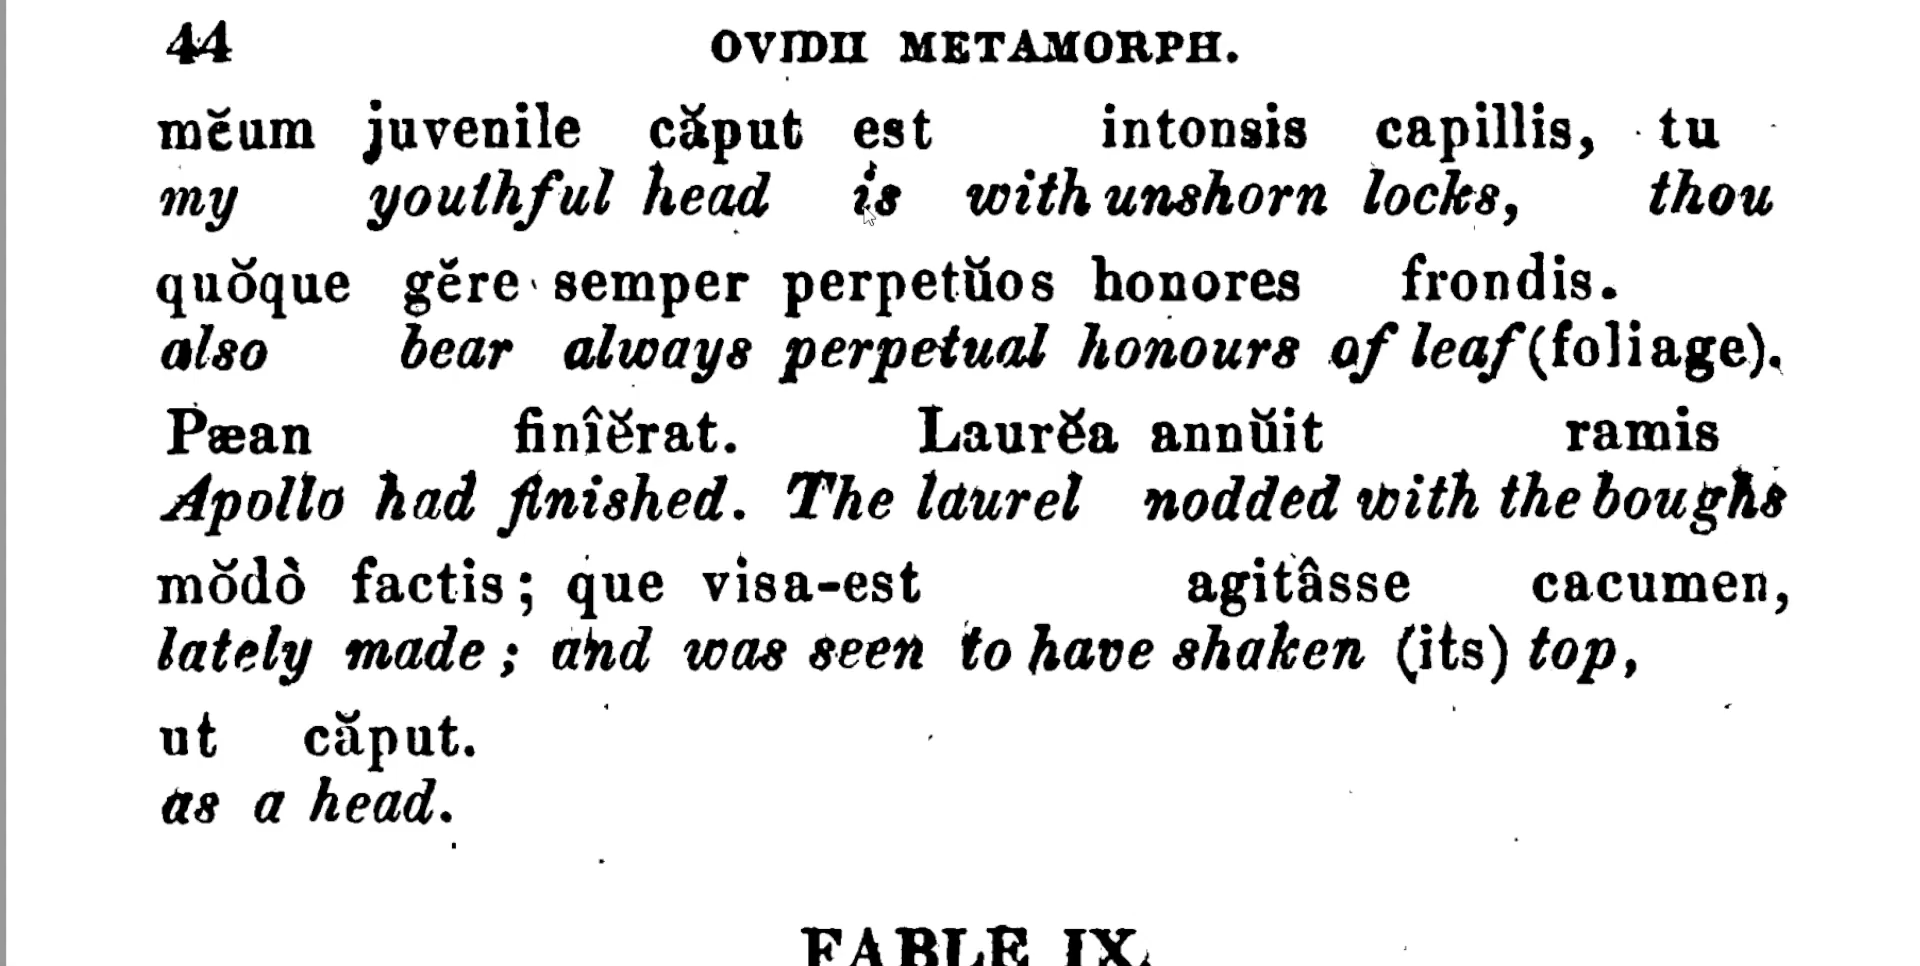 44 OVIDII METAMORPH.
mĕum juvenile căput est intonsis capillis, tu
my youthful head is with unshorn locks, thou
quŏque gĕre semper perpetŭos honores frondis.
also bear always perpetual honours of leaf (foliage).
Pæan finîĕrat. Laurĕa annŭit ramis
Apollo had finished. The laurel nodded with the boughs
mŏdò factis; que visa-est agitâsse cacumen,
lately made; and was seen to have shaken (its) top,
ut căput.
as a head.
FABLE IX.